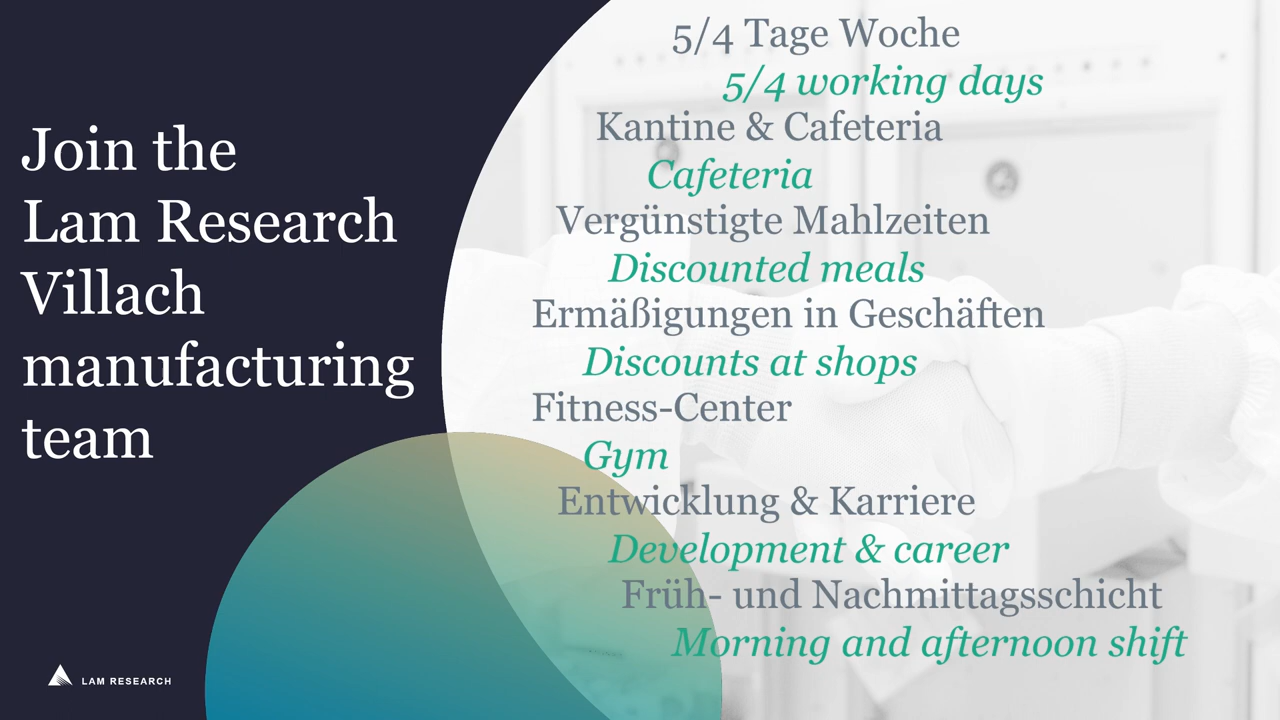 Join the
Lam Research
Villach
manufacturing
team
5/4 Tage Woche
5/4 working days
Kantine & Cafeteria
Cafeteria
Vergünstigte Mahlzeiten
Discounted meals
Ermäßigungen in Geschäften
Discounts at shops
Fitness-Center
Gym
Entwicklung & Karriere
Development & career
Früh- und Nachmittagsschicht
Morning and afternoon shift
LAM RESEARCH